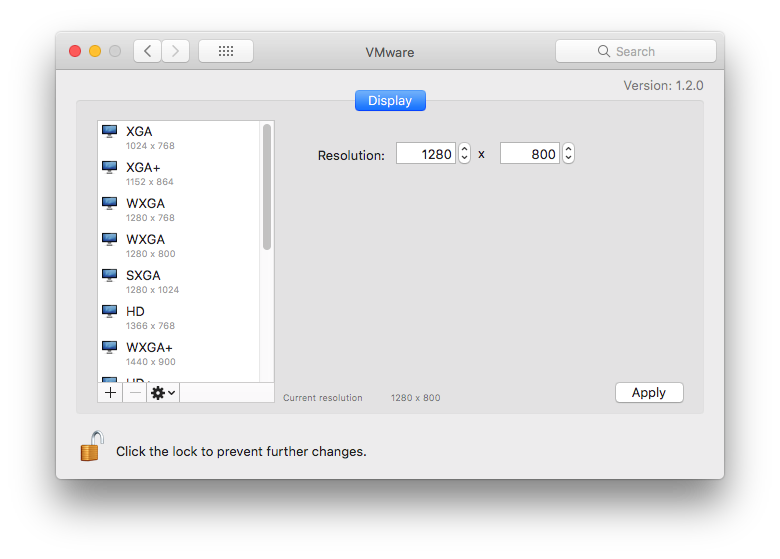 VMware
Search
Version: 1.2.0
Display
XGA
1024 x 768
XGA+
1152 x 864
WXGA
1280 x 768
WXGA
1280 x 800
SXGA
1280 x 1024
HD
1366 x 768
WXGA+
1440 x 900
Resolution: 1280 x 800
Current resolution 1280 x 800
Apply
Click the lock to prevent further changes.